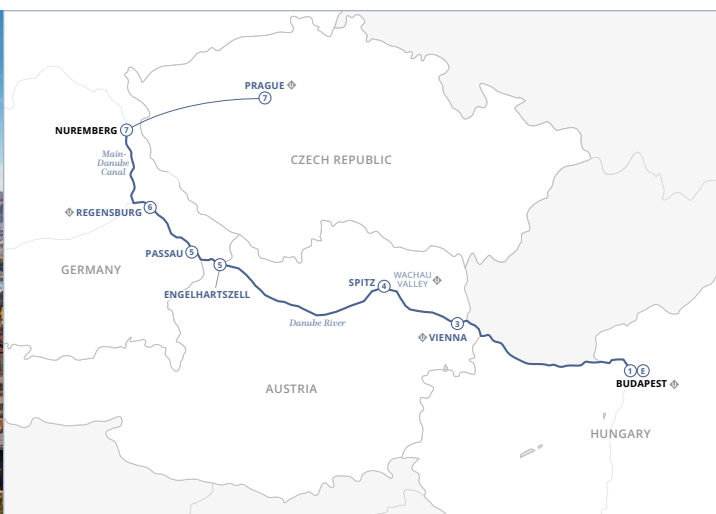 PRAGUE
7
NUREMBERG 7
Main-
Danube
Canal
CZECH REPUBLIC
REGENSBURG 6
PASSAU 5
5
GERMANY
ENGELHARTSZELL
SPITZ 4
WACHAU
VALLEY
Danube River
3
VIENNA
1 E
BUDAPEST
AUSTRIA
HUNGARY